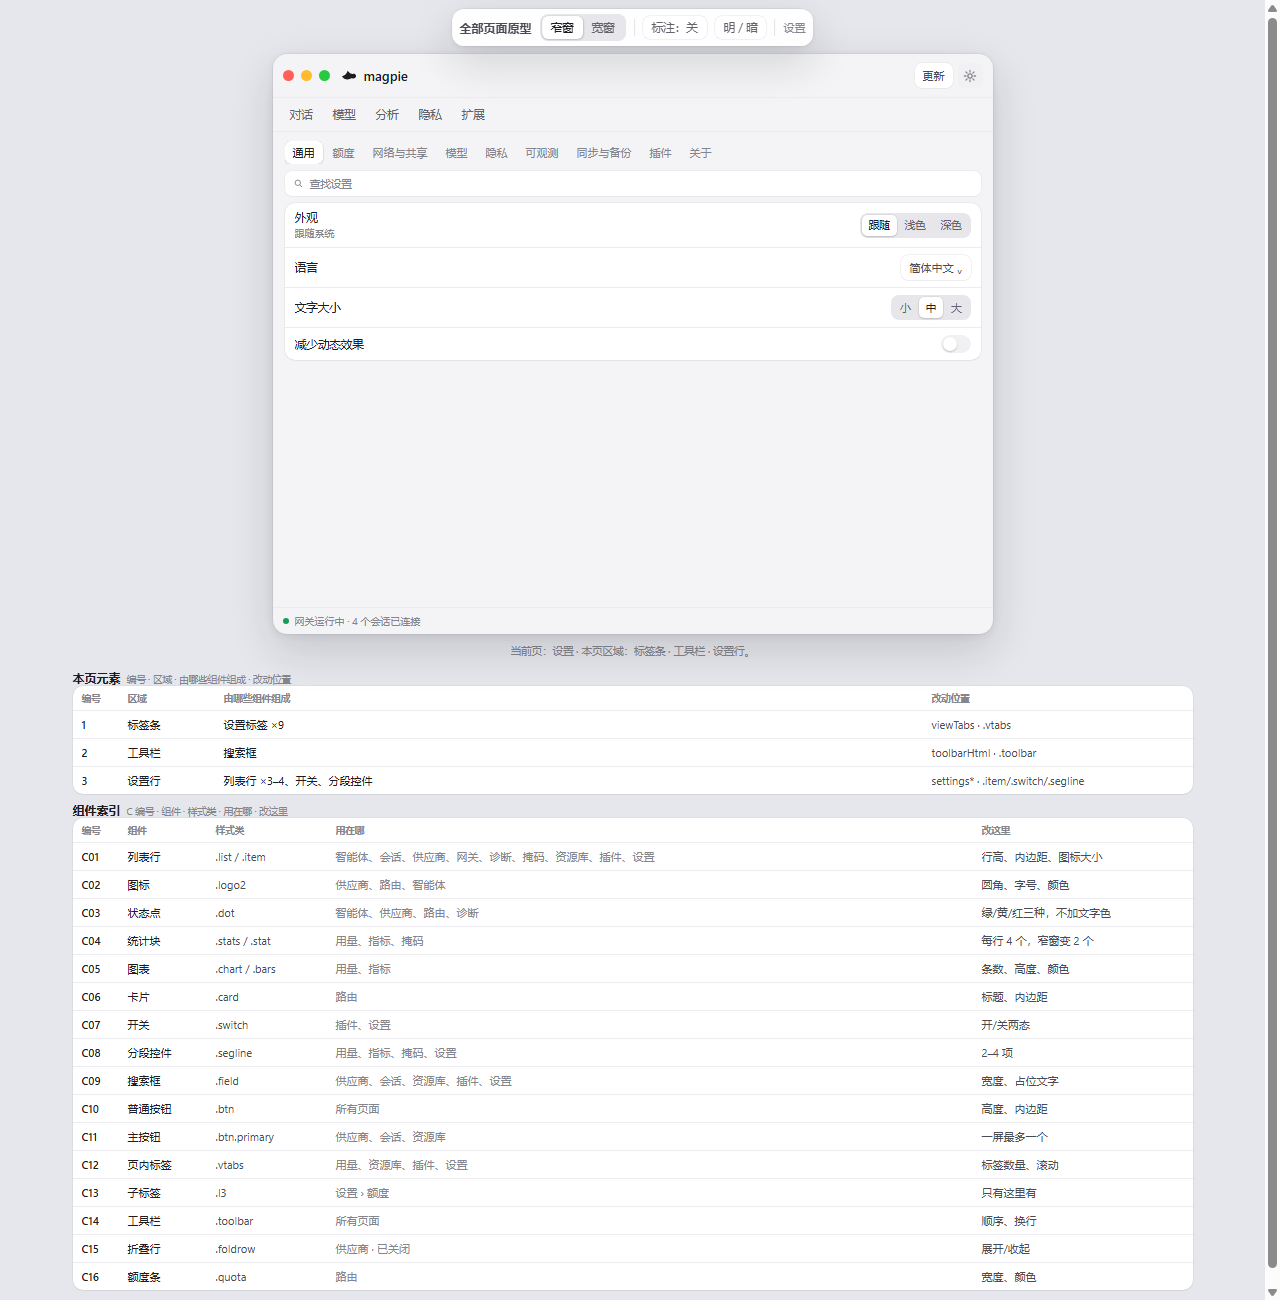 全部页面原型 窄窗 宽窗 标注：关 明 / 暗 设置
magpie 更新
对话 模型 分析 隐私 扩展
通用 额度 网络与共享 模型 隐私 可观测 同步与备份 插件 关于
查找设置
外观
跟随系统
跟随 浅色 深色
语言 简体中文
文字大小 小 中 大
减少动态效果
网关运行中 · 4 个会话已连接
当前页：设置 · 本页区域：标签条 · 工具栏 · 设置行。
本页元素 编号 · 区域 · 由哪些组件组成 · 改动位置
编号 区域 由哪些组件组成 改动位置
1 标签条 设置标签 ×9 viewTabs · .vtabs
2 工具栏 搜索框 toolbarHtml · .toolbar
3 设置行 列表行 ×3–4、开关、分段控件 settings* · .item/.switch/.segline
组件索引 C 编号 · 组件 · 样式类 · 用在哪 · 改这里
编号 组件 样式类 用在哪 改这里
C01 列表行 .list / .item 智能体、会话、供应商、网关、诊断、掩码、资源库、插件、设置 行高、内边距、图标大小
C02 图标 .logo2 供应商、路由、智能体 圆角、字号、颜色
C03 状态点 .dot 智能体、供应商、路由、诊断 绿/黄/红三种，不加文字色
C04 统计块 .stats / .stat 用量、指标、掩码 每行 4 个，窄窗变 2 个
C05 图表 .chart / .bars 用量、指标 条数、高度、颜色
C06 卡片 .card 路由 标题、内边距
C07 开关 .switch 插件、设置 开/关两态
C08 分段控件 .segline 用量、指标、掩码、设置 2–4 项
C09 搜索框 .field 供应商、会话、资源库、插件、设置 宽度、占位文字
C10 普通按钮 .btn 所有页面 高度、内边距
C11 主按钮 .btn.primary 供应商、会话、资源库 一屏最多一个
C12 页内标签 .vtabs 用量、资源库、插件、设置 标签数量、滚动
C13 子标签 .l3 设置 › 额度 只有这里有
C14 工具栏 .toolbar 所有页面 顺序、换行
C15 折叠行 .foldrow 供应商 · 已关闭 展开/收起
C16 额度条 .quota 路由 宽度、颜色